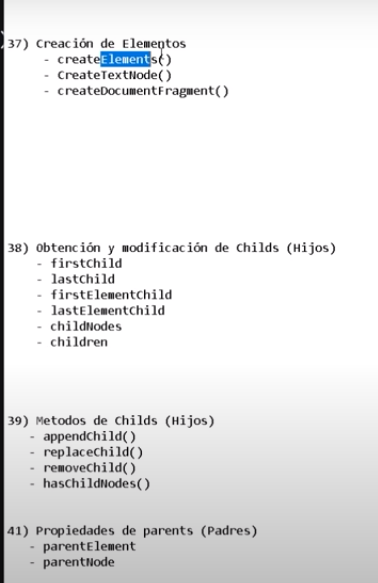 37) Creación de Elementos
- createElements()
- CreateTextNode()
- createDocumentFragment()
38) Obtención y modificación de Childs (Hijos)
- firstChild
- lastChild
- firstElementChild
- lastElementChild
- childNodes
- children
39) Metodos de Childs (Hijos)
- appendChild()
- replaceChild()
- removeChild()
- hasChildNodes()
41) Propiedades de parents (Padres)
- parentElement
- parentNode